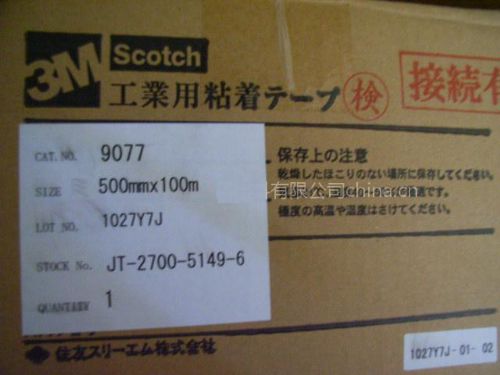 3M Scotch
工業用粘着テープ
検
接続有
CAT.NO. 9077
SIZE 500mmx100m
LOT NO. 1027Y7J
STOCK No. JT-2700-5149-6
QUANTITY 1
保存上の注意
乾燥したほこりのない場所に保存してください。
有限公司china.cn
適です。
極度の高温や湿度はさけてください。
住友スリーエム株式会社
1027Y7J-01- 02